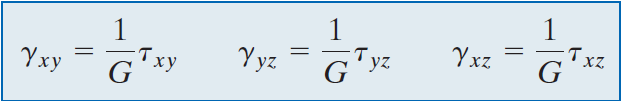 γxy = 1/G τxy  γyz = 1/G τyz  γxz = 1/G τxz